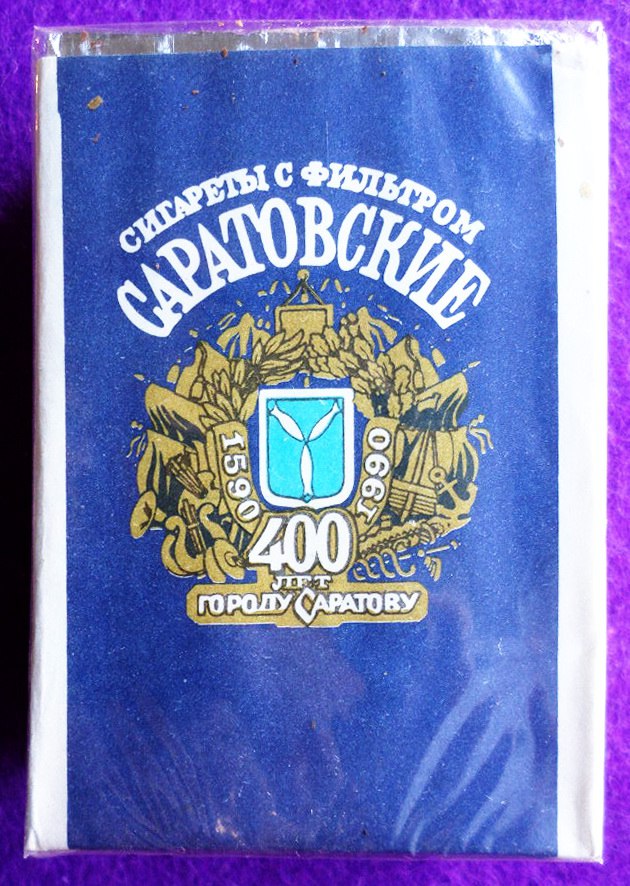 СИГАРЕТЫ С ФИЛЬТРОМ
САРАТОВСКИЕ
1590
1990
400
ЛЕТ
ГОРОДУ САРАТОВУ